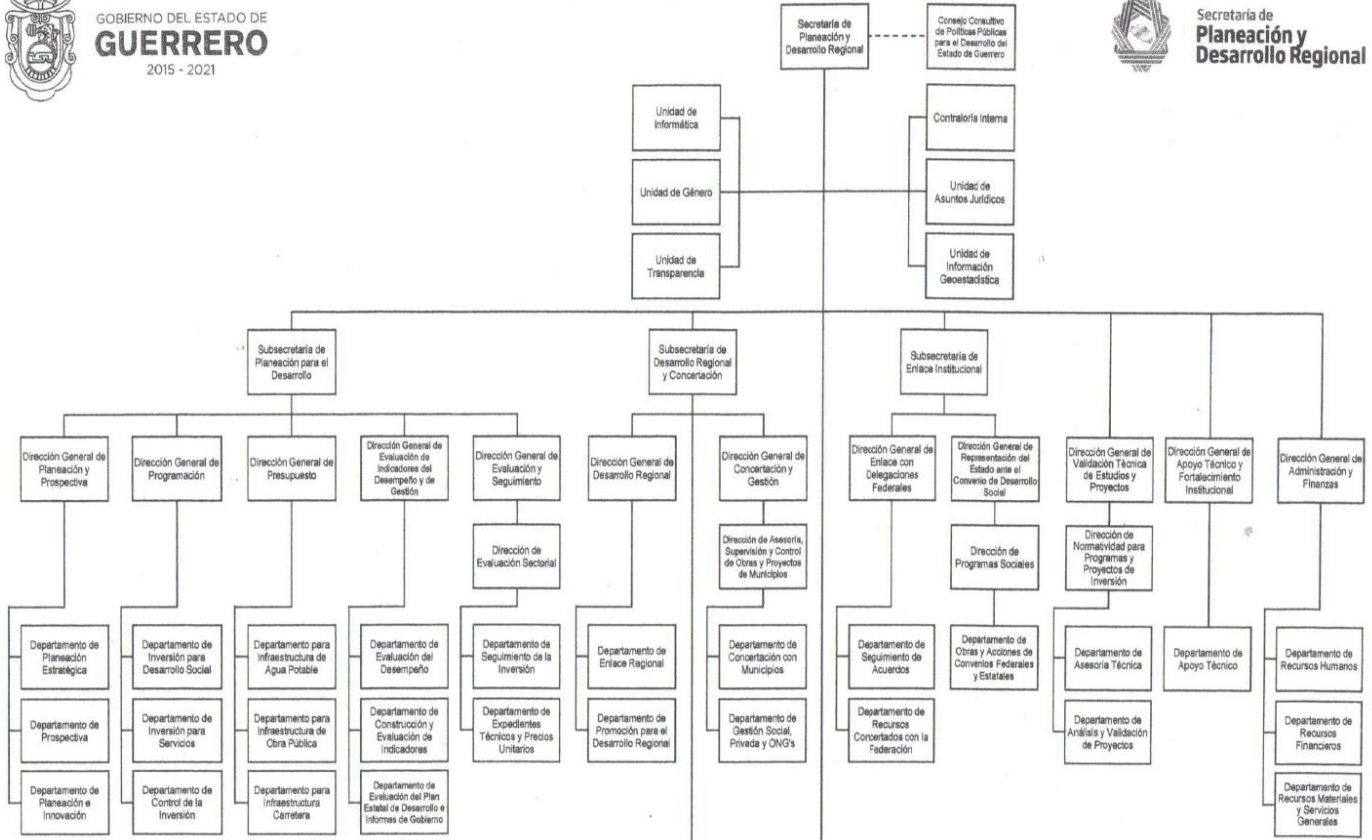 GOBIERNO DEL ESTADO DE
GUERRERO
2015 - 2021
Secretaría de
Planeación y
Desarrollo Regional
Consejo Consultivo
de Políticas Públicas
para el Desarrollo del
Estado de Guerrero
Secretaría de
Planeación y
Desarrollo Regional
Unidad de
Informática
Contraloría Interna
Unidad de Género
Unidad de
Asuntos Jurídicos
Unidad de
Transparencia
Unidad de
Información
Geoestadística
Subsecretaría de
Planeación para el
Desarrollo
Subsecretaría de
Desarrollo Regional
y Concertación
Subsecretaría de
Enlace Institucional
Dirección General de
Planeación y
Prospectiva
Dirección General de
Programación
Dirección General de
Presupuesto
Dirección General de
Evaluación de
Indicadores del
Desempeño y de
Gestión
Dirección General de
Evaluación y
Seguimiento
Dirección General de
Desarrollo Regional
Dirección General de
Concertación y
Gestión
Dirección General de
Enlace con
Delegaciones
Federales
Dirección General de
Representación del
Estado ante el
Convenio de Desarrollo
Social
Dirección General de
Validación Técnica
de Estudios y
Proyectos
Dirección General de
Apoyo Técnico y
Fortalecimiento
Institucional
Dirección General de
Administración y
Finanzas
Dirección de
Evaluación Sectorial
Dirección de Asesoría,
Supervisión y Control
de Obras y Proyectos
de Municipios
Dirección de
Programas Sociales
Dirección de
Normatividad para
Programas y
Proyectos de
Inversión
Departamento de
Planeación
Estratégica
Departamento de
Inversión para
Desarrollo Social
Departamento para
Infraestructura de
Agua Potable
Departamento de
Evaluación del
Desempeño
Departamento de
Seguimiento de la
Inversión
Departamento de
Enlace Regional
Departamento de
Concertación con
Municipios
Departamento de
Seguimiento de
Acuerdos
Departamento de
Obras y Acciones de
Convenios Federales
y Estatales
Departamento de
Asesoría Técnica
Departamento de
Apoyo Técnico
Departamento de
Recursos Humanos
Departamento de
Prospectiva
Departamento de
Inversión para
Servicios
Departamento para
Infraestructura de
Obra Pública
Departamento de
Construcción y
Evaluación de
Indicadores
Departamento de
Expedientes
Técnicos y Precios
Unitarios
Departamento de
Promoción para el
Desarrollo Regional
Departamento de
Gestión Social,
Privada y ONG's
Departamento de
Recursos
Concertados con la
Federación
Departamento de
Análisis y Validación
de Proyectos
Departamento de
Recursos
Financieros
Departamento de
Planeación e
Innovación
Departamento de
Control de la
Inversión
Departamento para
Infraestructura
Carretera
Departamento de
Evaluación del Plan
Estatal de Desarrollo e
Informes de Gobierno
Departamento de
Recursos Materiales
y Servicios
Generales